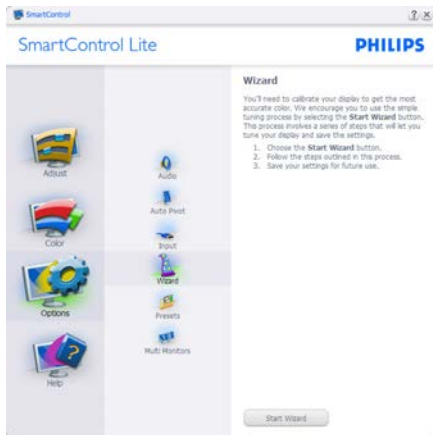 SmartControl
SmartControl Lite
PHILIPS
Adjust
Color
Options
Help
Audio
Auto Pivot
Input
Wizard
Presets
Multi Monitors
Wizard
You'll need to calibrate your display to get the most
accurate color. We encourage you to use the simple
tuning process by selecting the Start Wizard button.
This process involves a series of steps that will let you
tune your display and save the settings.
1. Choose the Start Wizard button.
2. Follow the steps outlined in this process.
3. Save your settings for future use.
Start Wizard